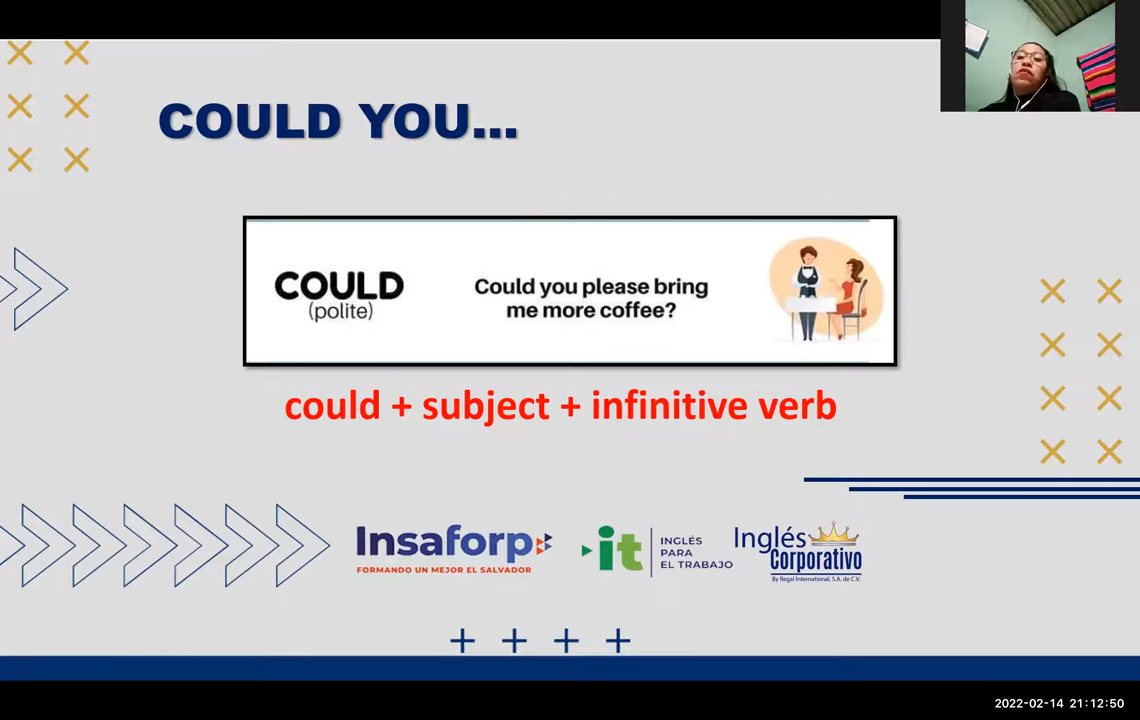 COULD YOU...
COULD
(polite)
Could you please bring
me more coffee?
could + subject + infinitive verb
Insaforp
FORMANDO UN MEJOR EL SALVADOR
it
INGLÉS
PARA
EL TRABAJO
Inglés
Corporativo
By Regal International, S.A. de C.V.
2022-02-14 21:12:50